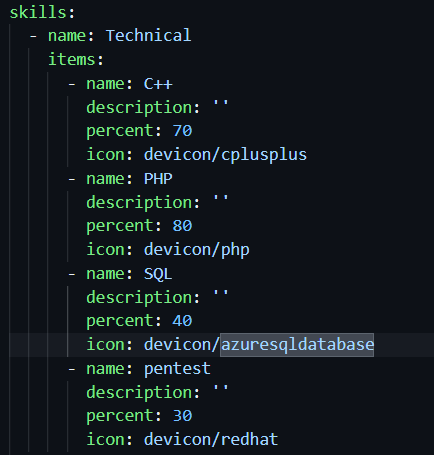 skills:
- name: Technical
items:
- name: C++
description: ''
percent: 70
icon: devicon/cplusplus
- name: PHP
description: ''
percent: 80
icon: devicon/php
- name: SQL
description: ''
percent: 40
icon: devicon/azuresqldatabase
- name: pentest
description: ''
percent: 30
icon: devicon/redhat